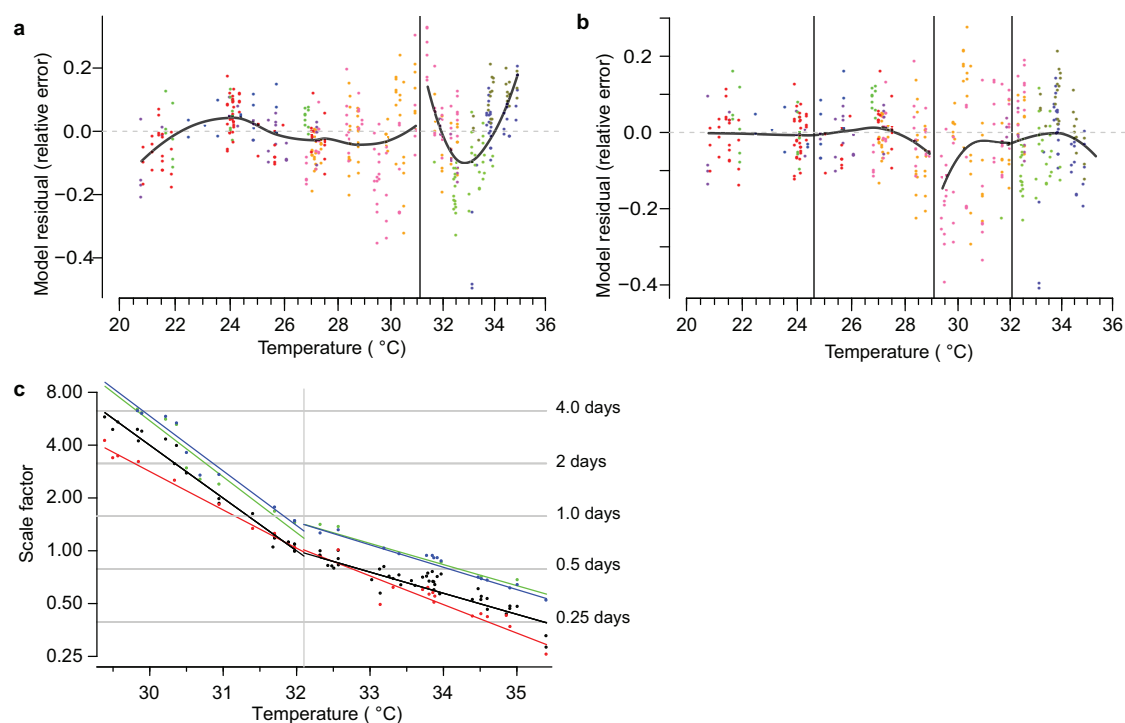 a
Model residual (relative error)
0.2
0.0
−0.2
−0.4
20 22 24 26 28 30 32 34 36
Temperature ( °C)
b
Model residual (relative error)
0.2
0.0
−0.2
−0.4
20 22 24 26 28 30 32 34 36
Temperature ( °C)
c
Scale factor
8.00
4.00
2.00
1.00
0.50
0.25
4.0 days
2 days
1.0 days
0.5 days
0.25 days
30 31 32 33 34 35
Temperature ( °C)